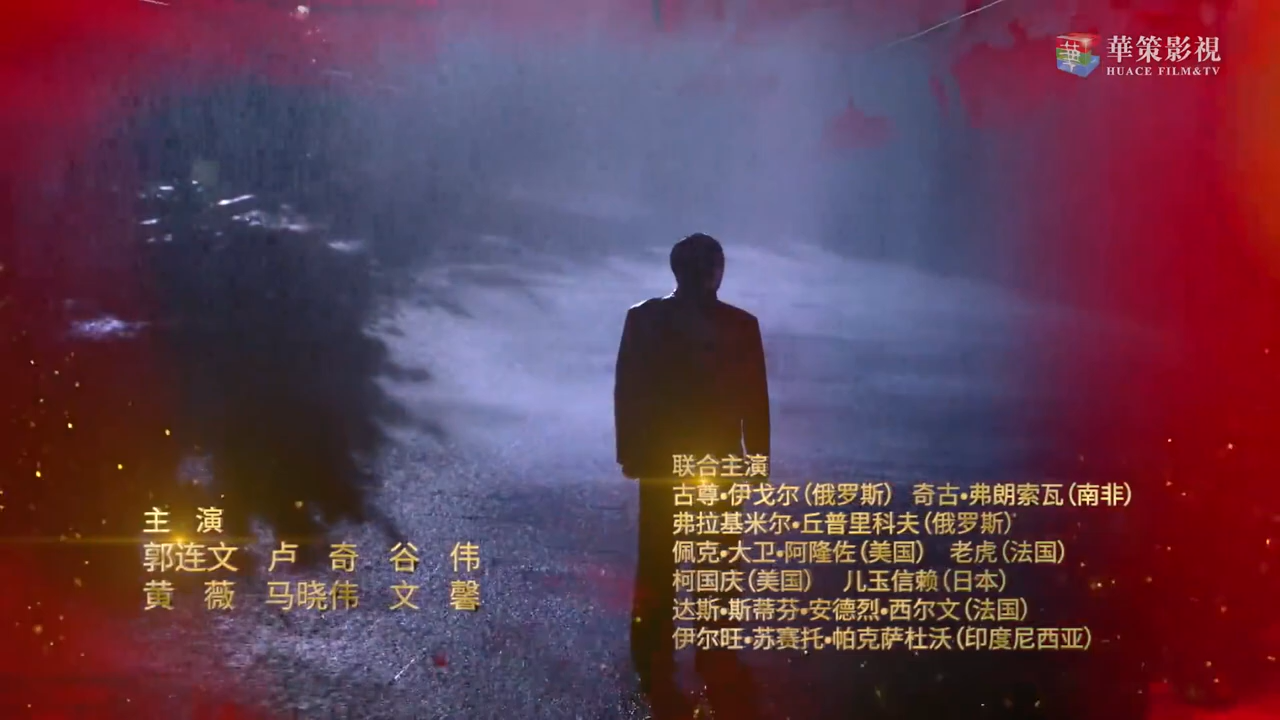 華策影視
HUACE FILM&TV
主 演
郭连文 卢 奇 谷 伟
黄 薇 马晓伟 文 馨
联合主演
古尊•伊戈尔(俄罗斯) 奇古•弗朗索瓦(南非)
弗拉基米尔•丘普里科夫(俄罗斯)
佩克•大卫•阿隆佐(美国) 老虎(法国)
柯国庆(美国) 儿玉信赖(日本)
达斯•斯蒂芬•安德烈•西尔文(法国)
伊尔旺•苏赛托•帕克萨杜沃(印度尼西亚)